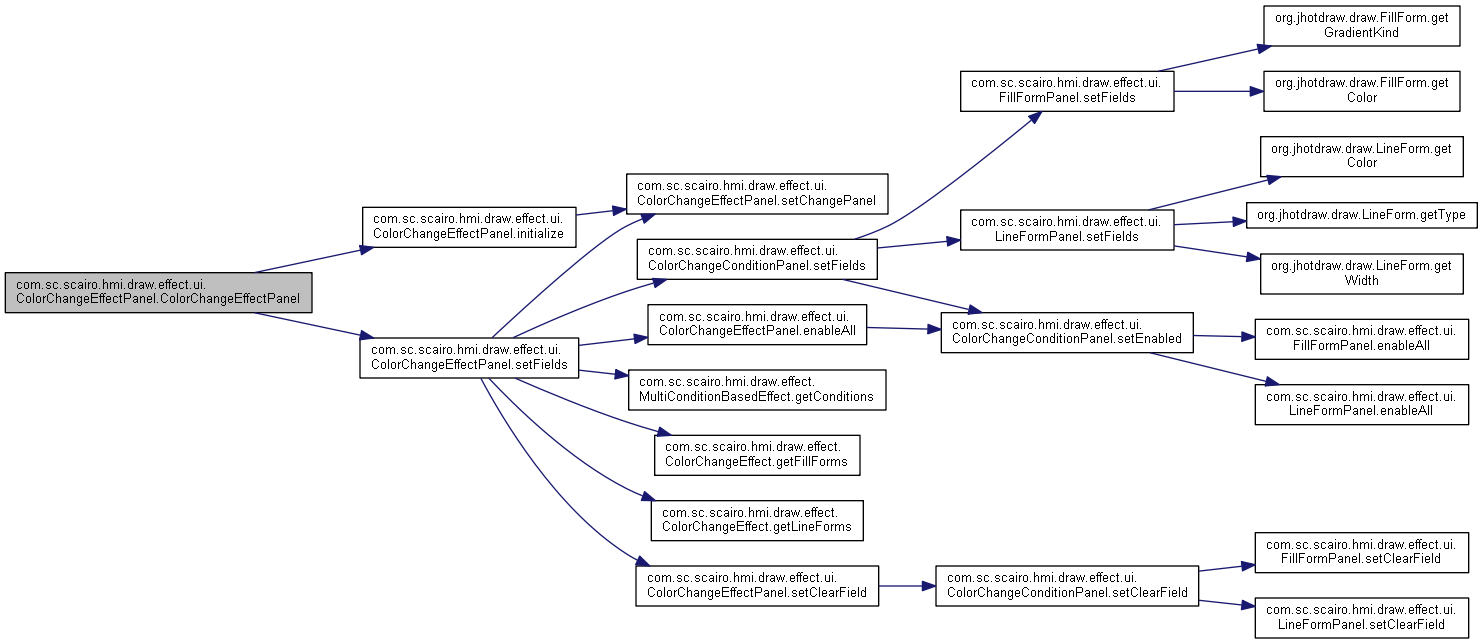 com.sc.scairo.hmi.draw.effect.ui.
ColorChangeEffectPanel.ColorChangeEffectPanel
com.sc.scairo.hmi.draw.effect.ui.
ColorChangeEffectPanel.initialize
com.sc.scairo.hmi.draw.effect.ui.
ColorChangeEffectPanel.setFields
com.sc.scairo.hmi.draw.effect.ui.
ColorChangeEffectPanel.setChangePanel
com.sc.scairo.hmi.draw.effect.ui.
ColorChangeConditionPanel.setFields
com.sc.scairo.hmi.draw.effect.ui.
ColorChangeEffectPanel.enableAll
com.sc.scairo.hmi.draw.effect.
MultiConditionBasedEffect.getConditions
com.sc.scairo.hmi.draw.effect.
ColorChangeEffect.getFillForms
com.sc.scairo.hmi.draw.effect.
ColorChangeEffect.getLineForms
com.sc.scairo.hmi.draw.effect.ui.
ColorChangeEffectPanel.setClearField
com.sc.scairo.hmi.draw.effect.ui.
FillFormPanel.setFields
com.sc.scairo.hmi.draw.effect.ui.
LineFormPanel.setFields
com.sc.scairo.hmi.draw.effect.ui.
ColorChangeConditionPanel.setEnabled
com.sc.scairo.hmi.draw.effect.ui.
ColorChangeConditionPanel.setClearField
org.jhotdraw.draw.FillForm.get
GradientKind
org.jhotdraw.draw.FillForm.get
Color
org.jhotdraw.draw.LineForm.get
Color
org.jhotdraw.draw.LineForm.getType
org.jhotdraw.draw.LineForm.get
Width
com.sc.scairo.hmi.draw.effect.ui.
FillFormPanel.enableAll
com.sc.scairo.hmi.draw.effect.ui.
LineFormPanel.enableAll
com.sc.scairo.hmi.draw.effect.ui.
FillFormPanel.setClearField
com.sc.scairo.hmi.draw.effect.ui.
LineFormPanel.setClearField